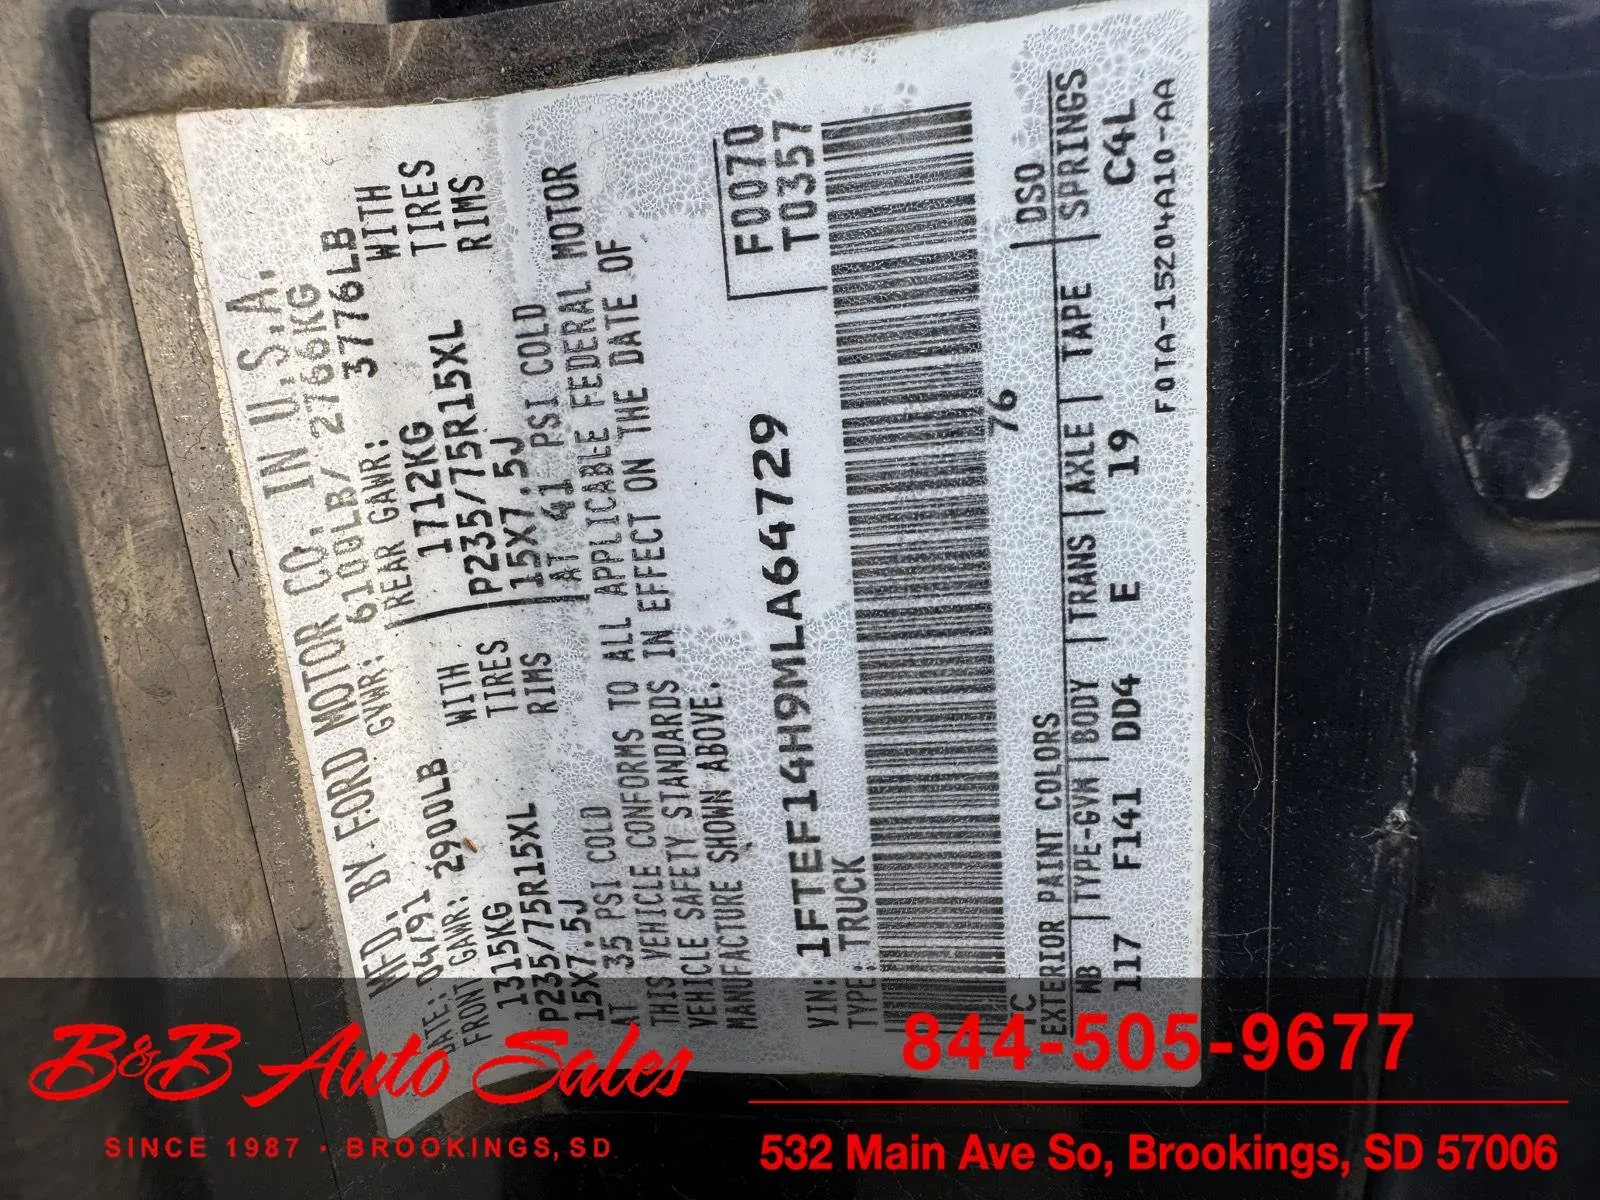 MFD. BY FORD MOTOR CO. IN U.S.A.
DATE: 04/91 GVWR: 6100LB/ 2766KG
FRONT GAWR: 2900LB REAR GAWR: 3776LB
1315KG WITH 1712KG WITH
P235/75R15XL TIRES P235/75R15XL TIRES
15X7.5J RIMS 15X7.5J RIMS
AT 35 PSI COLD AT 41 PSI COLD
THIS VEHICLE CONFORMS TO ALL APPLICABLE FEDERAL MOTOR
VEHICLE SAFETY STANDARDS IN EFFECT ON THE DATE OF
MANUFACTURE SHOWN ABOVE.
F0070
T0357
VIN: 1FTEF14H9MLA64729
TYPE: TRUCK
76
EXTERIOR PAINT COLORS DSO
WB TYPE-GVW BODY TRANS AXLE TAPE SPRINGS
117 F141 DD4 E 19 C4L
F0TA-15204A10-AA
B&B Auto Sales
SINCE 1987 · BROOKINGS, SD
844-505-9677
532 Main Ave So, Brookings, SD 57006